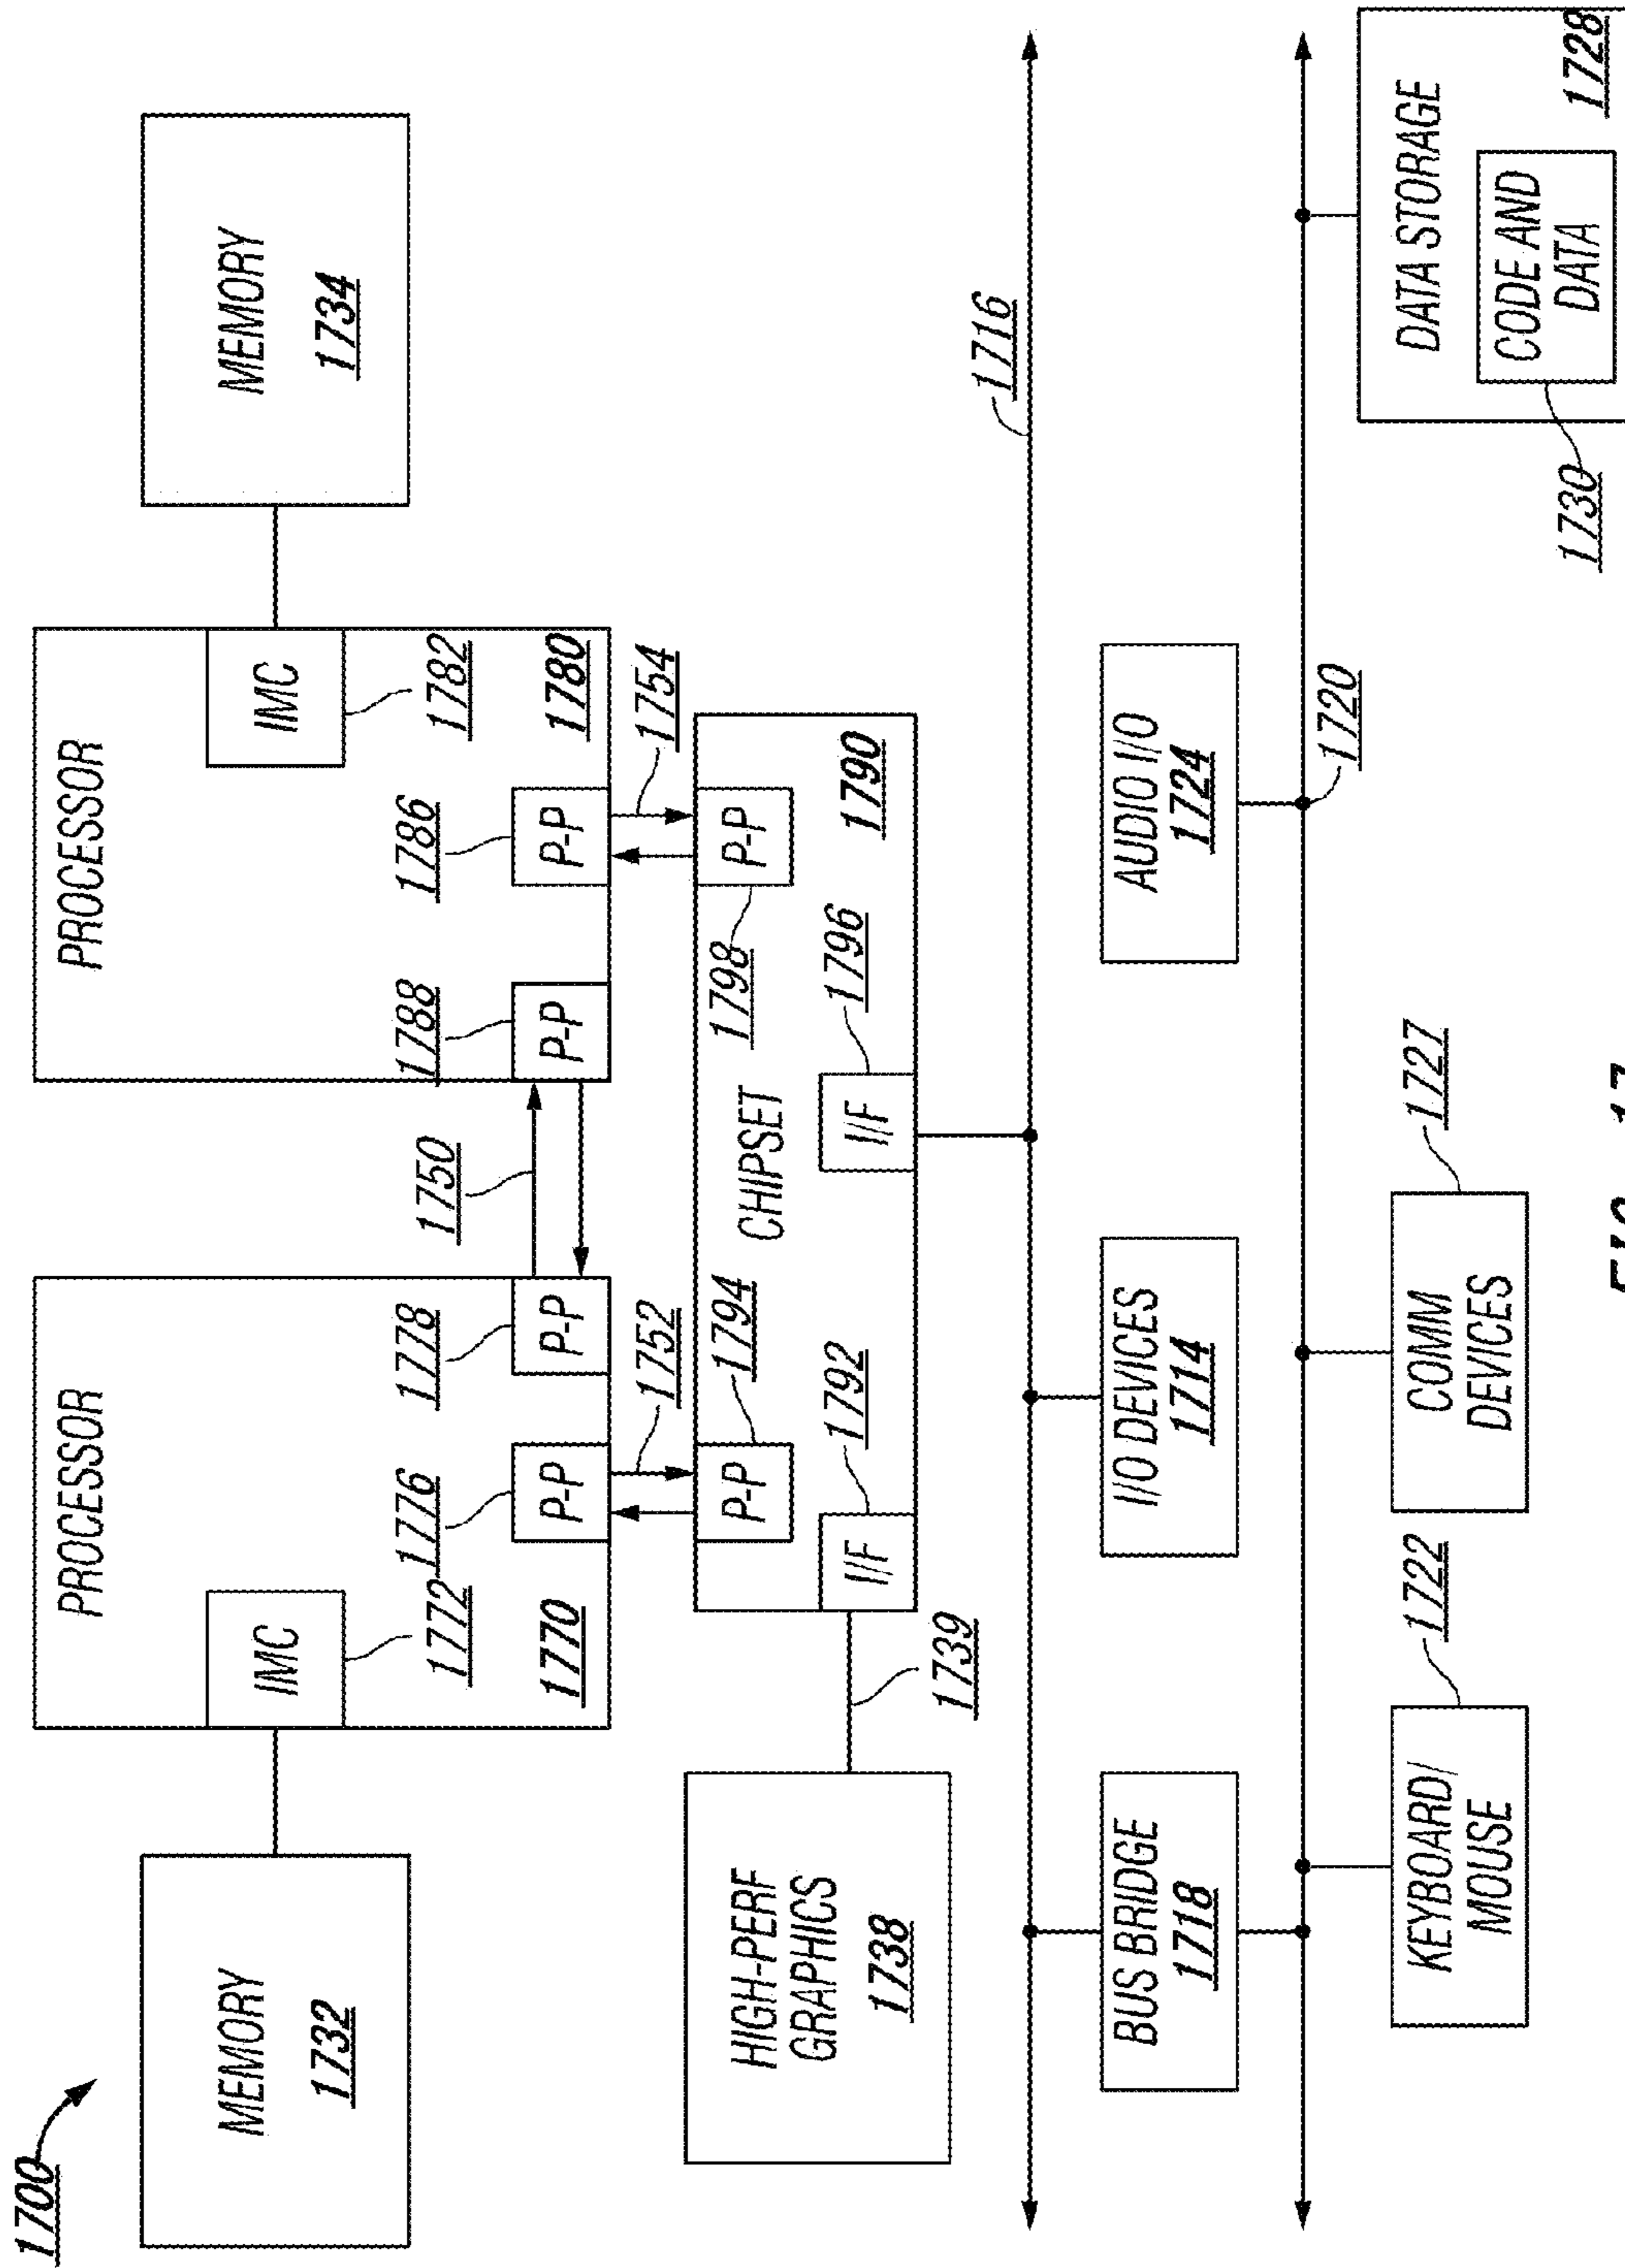 1700
MEMORY
1732
PROCESSOR
IMC
1772
1770
1776
P-P
1778
P-P
1750
PROCESSOR
1788
P-P
1786
P-P
IMC
1782
1780
MEMORY
1734
1752
1754
HIGH-PERF
GRAPHICS
1738
1739
P-P
1794
CHIPSET
I/F
1792
I/F
1796
P-P
1798
1790
1716
BUS BRIDGE
1718
I/O DEVICES
1714
AUDIO I/O
1724
1720
KEYBOARD/
MOUSE
1722
COMM
DEVICES
1727
DATA STORAGE
CODE AND
DATA
1730
1728